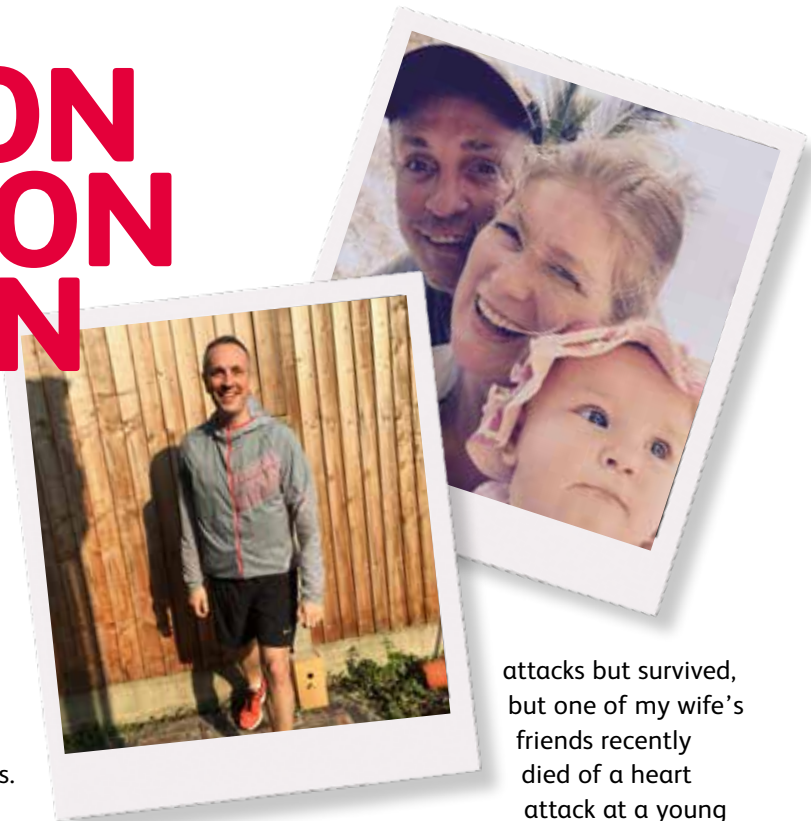 ON
ON
N
s.
attacks but survived,
but one of my wife’s
friends recently
died of a heart
attack at a young